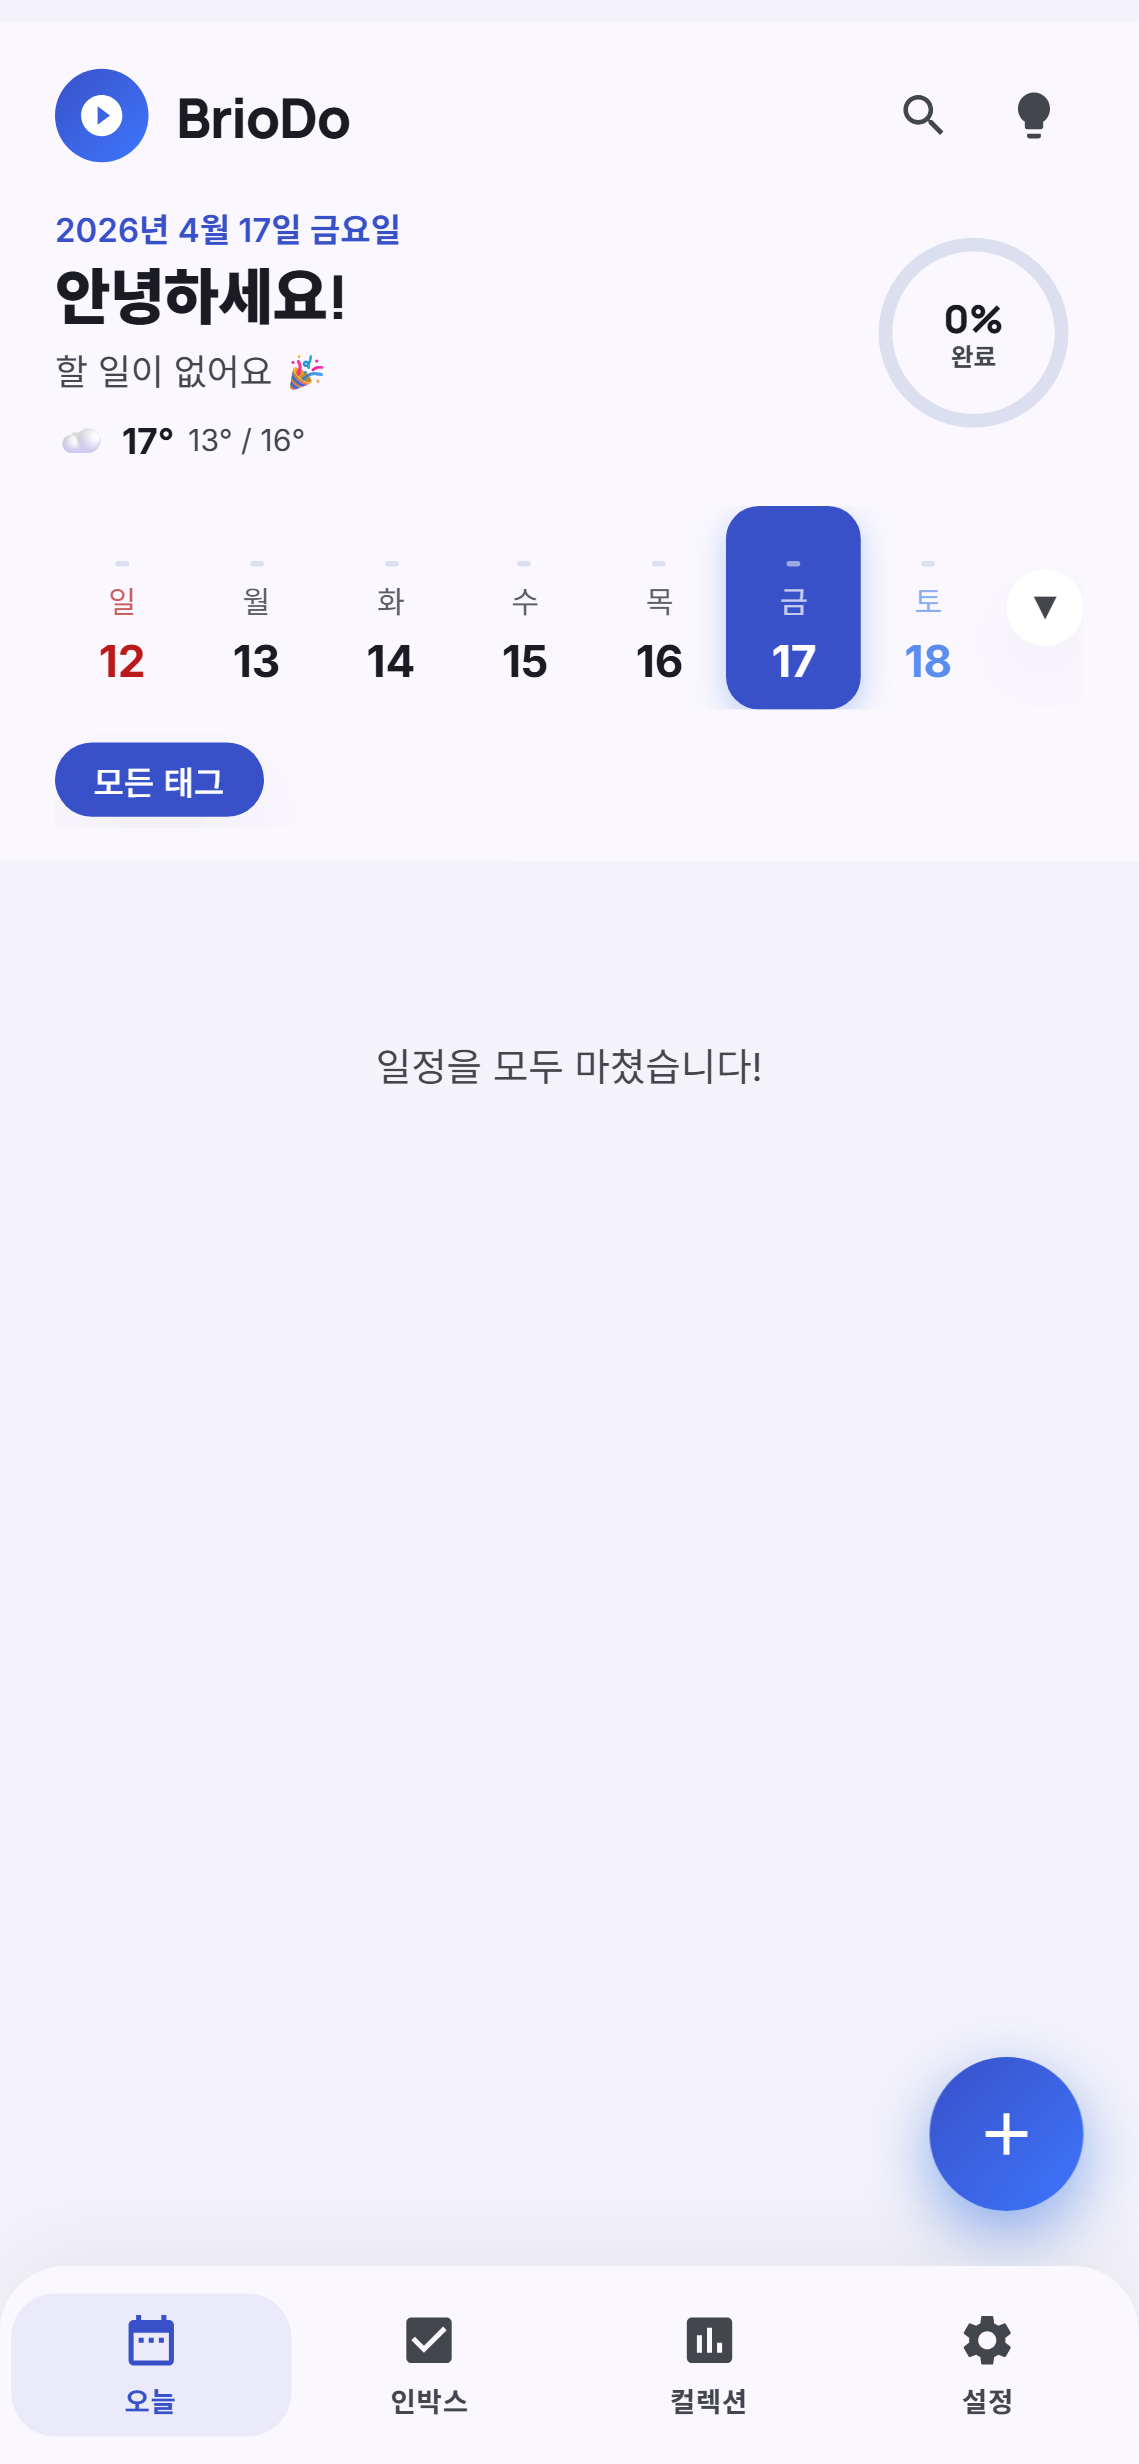 BrioDo
2026년 4월 17일 금요일
안녕하세요!
할 일이 없어요 🎉
0%
완료
17° 13° / 16°
일 월 화 수 목 금 토
12 13 14 15 16 17 18
모든 태그
일정을 모두 마쳤습니다!
오늘 인박스 컬렉션 설정